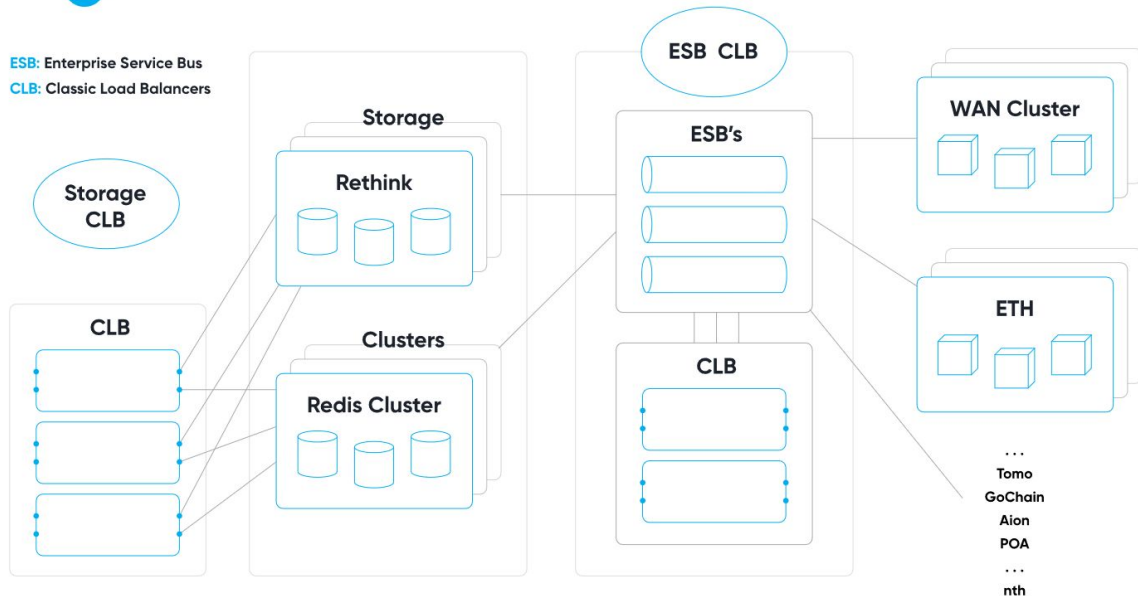 ESB: Enterprise Service Bus
CLB: Classic Load Balancers
Storage
CLB
CLB
Storage
Rethink
Clusters
Redis Cluster
ESB CLB
ESB's
CLB
WAN Cluster
ETH
...
Tomo
GoChain
Aion
POA
...
nth